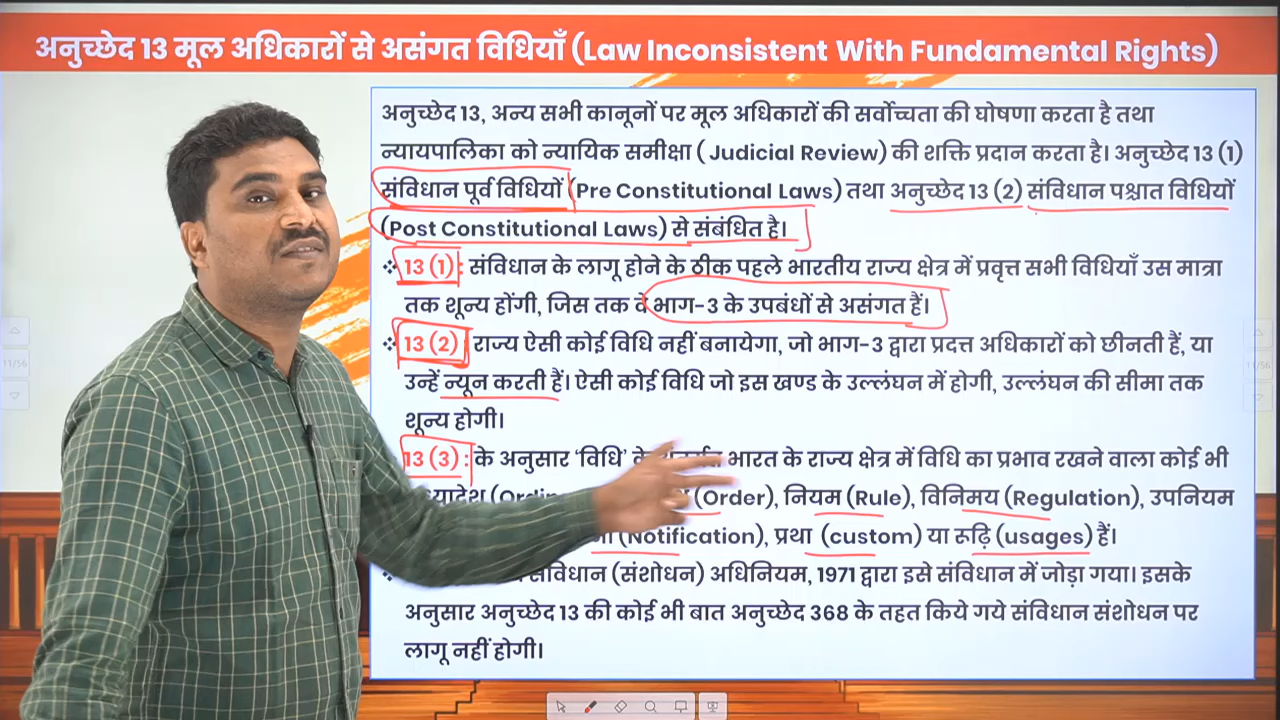 अनुच्छेद 13 मूल अधिकारों से असंगत विधियाँ (Law Inconsistent With Fundamental Rights)
अनुच्छेद 13, अन्य सभी कानूनों पर मूल अधिकारों की सर्वोच्चता की घोषणा करता है तथा
न्यायपालिका को न्यायिक समीक्षा ( Judicial Review) की शक्ति प्रदान करता है। अनुच्छेद 13 (1)
संविधान पूर्व विधियों (Pre Constitutional Laws) तथा अनुच्छेद 13 (2) संविधान पश्चात विधियों
(Post Constitutional Laws) से संबंधित है।
❖ 13 (1) : संविधान के लागू होने के ठीक पहले भारतीय राज्य क्षेत्र में प्रवृत्त सभी विधियाँ उस मात्रा
तक शून्य होंगी, जिस तक वे भाग-3 के उपबंधों से असंगत हैं।
❖ 13 (2) राज्य ऐसी कोई विधि नहीं बनायेगा, जो भाग-3 द्वारा प्रदत्त अधिकारों को छीनती हैं, या
उन्हें न्यून करती हैं। ऐसी कोई विधि जो इस खण्ड के उल्लंघन में होगी, उल्लंघन की सीमा तक
शून्य होगी।
13 (3) : के अनुसार ‘विधि’ भारत के राज्य क्षेत्र में विधि का प्रभाव रखने वाला कोई भी
(Order), नियम (Rule), विनिमय (Regulation), उपनियम
(Notification), प्रथा (custom) या रूढ़ि (usages) हैं।
संविधान (संशोधन) अधिनियम, 1971 द्वारा इसे संविधान में जोड़ा गया। इसके
अनुसार अनुच्छेद 13 की कोई भी बात अनुच्छेद 368 के तहत किये गये संविधान संशोधन पर
लागू नहीं होगी।
11/56
11/56